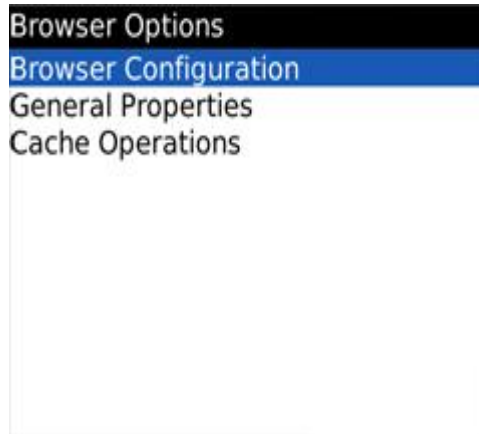 Browser Options
Browser Configuration
General Properties
Cache Operations